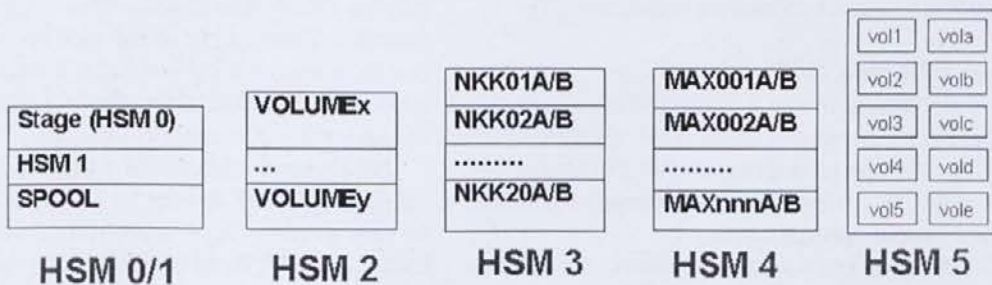 Stage (HSM 0)
HSM 1
SPOOL
HSM 0/1
VOLUMEx
...
VOLUMEy
HSM 2
NKK01A/B
NKK02A/B
.........
NKK20A/B
HSM 3
MAX001A/B
MAX002A/B
.........
MAXnnnA/B
HSM 4
vol1 vola
vol2 volb
vol3 volc
vol4 vold
vol5 vole
HSM 5